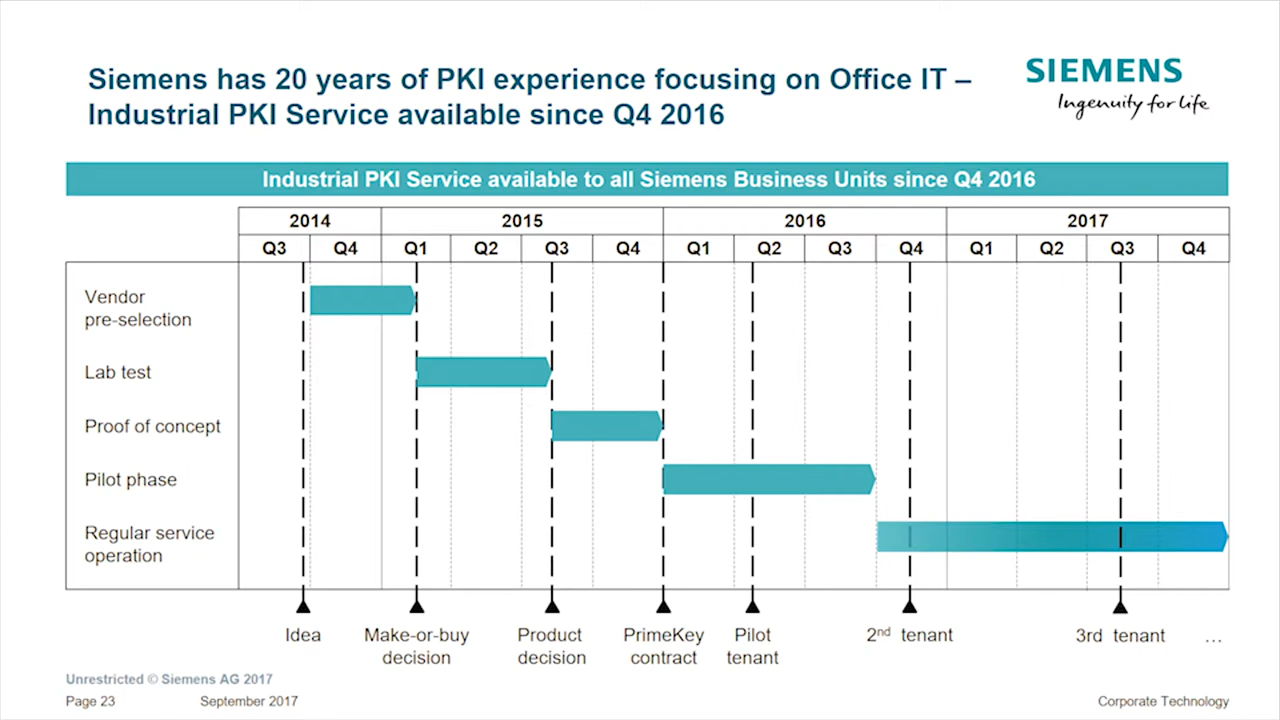 Siemens has 20 years of PKI experience focusing on Office IT –
Industrial PKI Service available since Q4 2016
SIEMENS
Ingenuity for life
Industrial PKI Service available to all Siemens Business Units since Q4 2016
2014 2015 2016 2017
Q3 Q4 Q1 Q2 Q3 Q4 Q1 Q2 Q3 Q4 Q1 Q2 Q3 Q4
Vendor
pre-selection
Lab test
Proof of concept
Pilot phase
Regular service
operation
Idea
Make-or-buy
decision
Product
decision
PrimeKey
contract
Pilot
tenant
2nd tenant
3rd tenant
...
Unrestricted © Siemens AG 2017
Page 23 September 2017 Corporate Technology